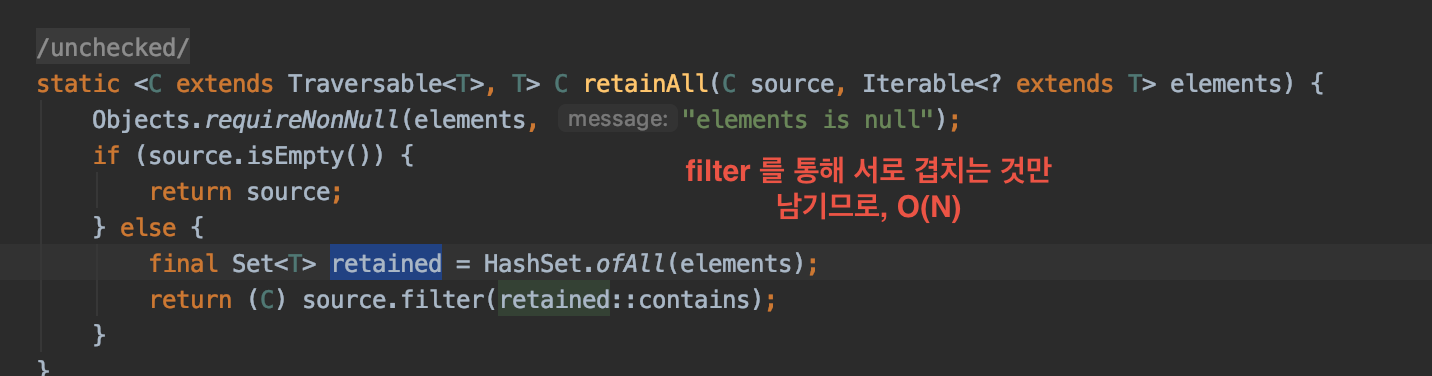 /unchecked/
static <C extends Traversable<T>, T> C retainAll(C source, Iterable<? extends T> elements) {
Objects.requireNonNull(elements, message: "elements is null");
if (source.isEmpty()) {
filter 를 통해 서로 겹치는 것만
return source;
남기므로, O(N)
} else {
final Set<T> retained = HashSet.ofAll(elements);
return (C) source.filter(retained::contains);
}
}